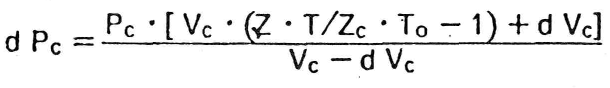 d Pc = Pc · [ Vc · (Z · T/Zc · To − 1) + d Vc]
Vc − d Vc